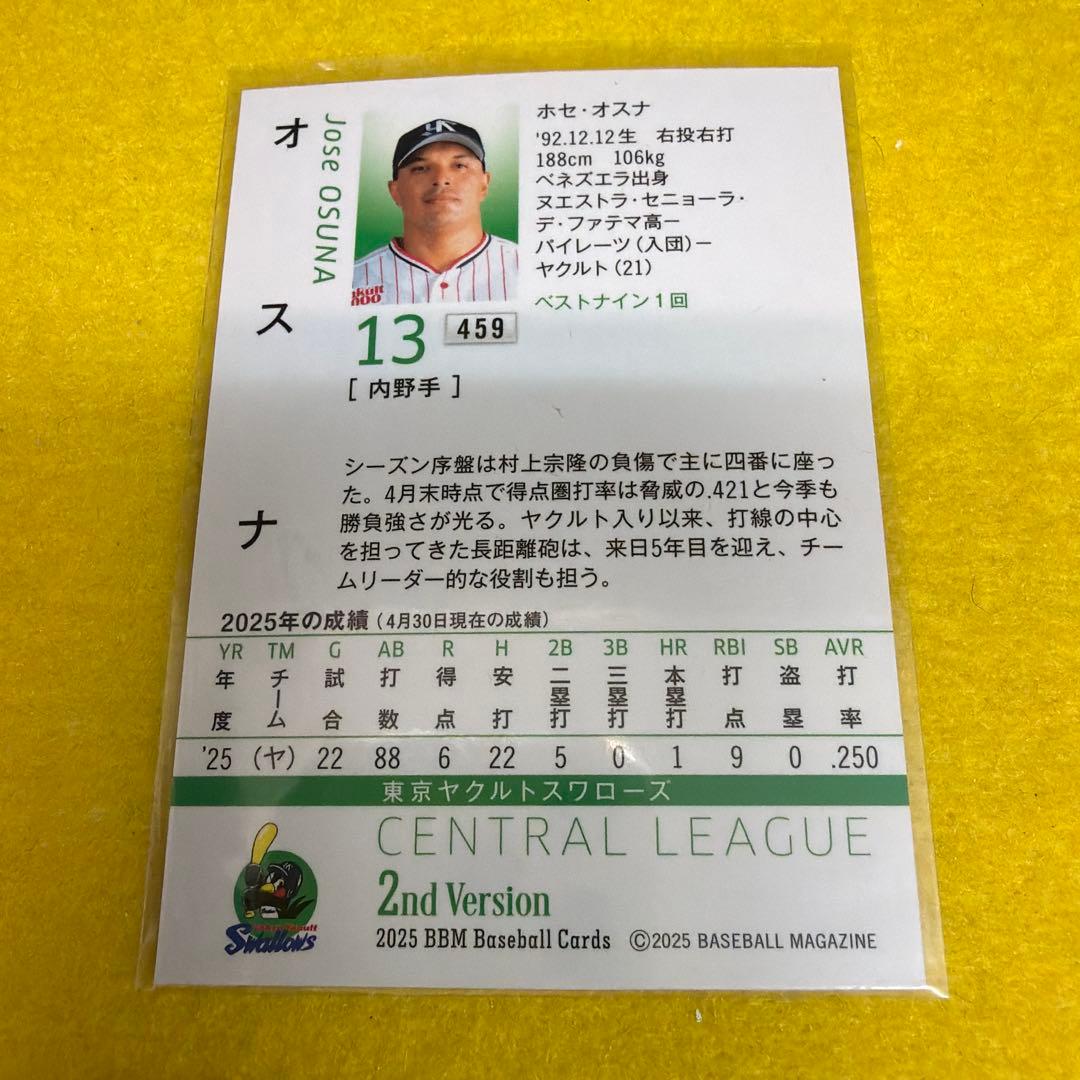 オスナ
Jose OSUNA
ホセ・オスナ
'92.12.12生 右投右打
188cm 106kg
ベネズエラ出身
ヌエストラ・セニョーラ・
デ・ファテマ高ー
パイレーツ(入団)ー
ヤクルト(21)
ベストナイン1回
13 459
[ 内野手 ]
シーズン序盤は村上宗隆の負傷で主に四番に座っ
た。4月末時点で得点圏打率は脅威の.421と今季も
勝負強さが光る。ヤクルト入り以来、打線の中心
を担ってきた長距離砲は、来日5年目を迎え、チー
ムリーダー的な役割も担う。
2025年の成績(4月30日現在の成績)
YR TM G AB R H 2B 3B HR RBI SB AVR
年度 チーム 試合 打数 得点 安打 二塁打 三塁打 本塁打 打点 盗塁 打率
'25 (ヤ) 22 88 6 22 5 0 1 9 0 .250
東京ヤクルトスワローズ
CENTRAL LEAGUE
2nd Version
Swallows
2025 BBM Baseball Cards ©2025 BASEBALL MAGAZINE